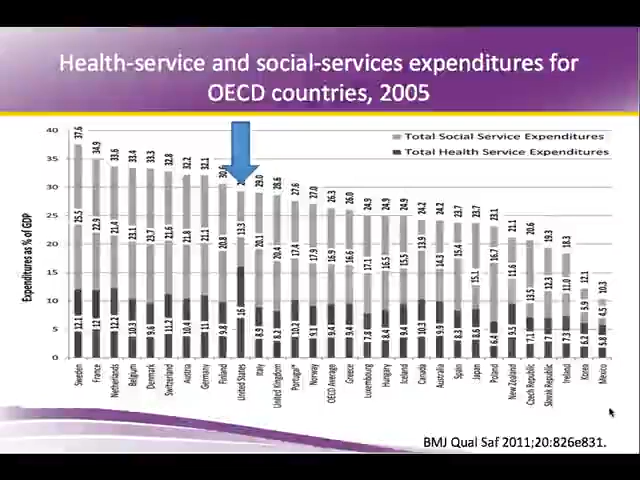 Health-service and social-services expenditures for
OECD countries, 2005
Total Social Service Expenditures
Total Health Service Expenditures
Expenditures as % of GDP
40
35
30
25
20
15
10
5
0
37.6 34.9 33.6 33.4 33.3 32.8 32.2 32.1 29.0 28.6 27.6 27.0 26.3 26.0 24.9 24.9 24.9 24.2 24.2 23.7 23.7 23.1 21.1 20.6 19.3 18.3 12.1 10.3
25.5 22.9 21.4 23.1 23.7 21.6 21.8 21.1 20.8 13.3 20.1 20.4 17.4 17.9 16.9 16.6 17.1 16.5 15.5 13.9 14.3 15.4 15.1 16.7 11.6 13.5 12.3 11.0 5.9 4.5
12.1 12 12.2 10.3 9.6 11.2 10.4 11 9.8 16 8.9 8.2 10.2 9.1 9.4 9.4 7.8 8.4 9.4 10.3 9.9 8.3 8.6 6.4 9.5 7.1 7 7.3 6.2 5.8
Sweden
France
Netherlands
Belgium
Denmark
Switzerland
Austria
Germany
Finland
United States
Italy
United Kingdom
Portugal*
Norway
OECD Average
Greece
Luxembourg
Hungary
Iceland
Canada
Australia
Spain
Japan
Poland
New Zealand
Czech Republic
Slovak Republic
Ireland
Korea
Mexico
BMJ Qual Saf 2011;20:826e831.